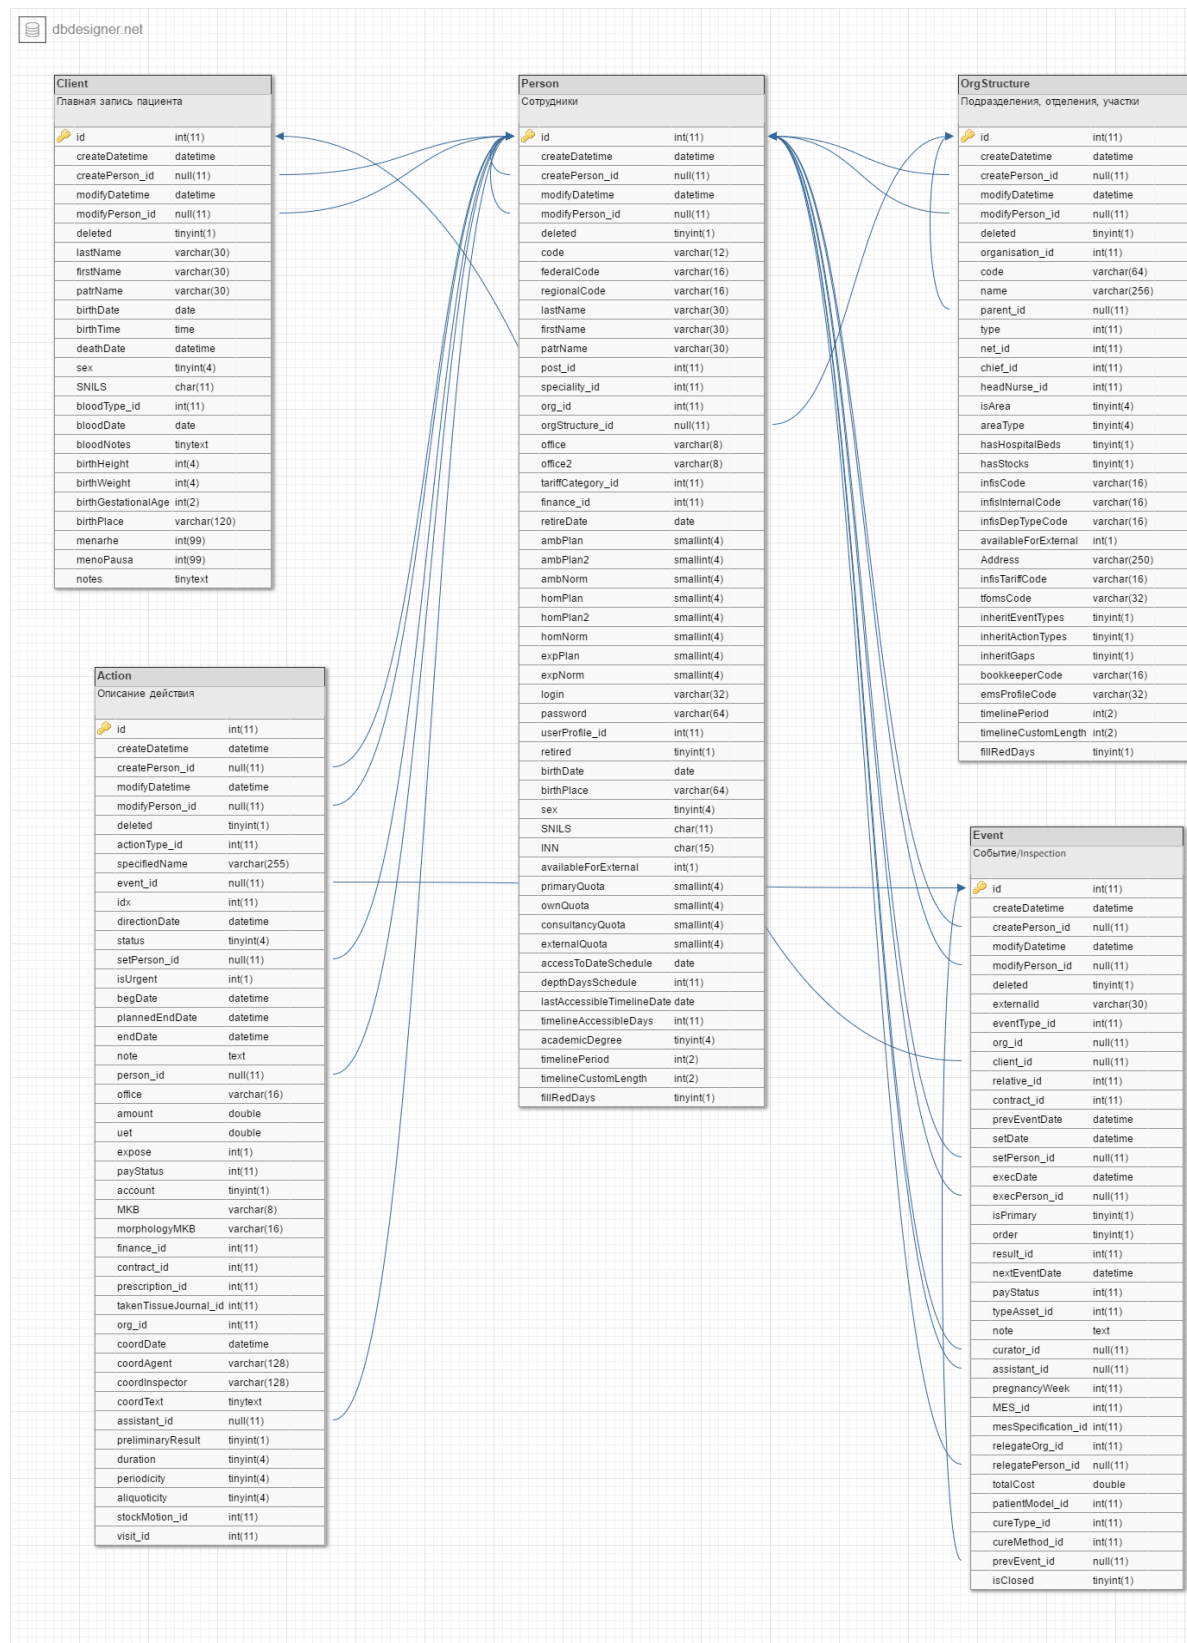 dbdesigner.net
Client
Главная запись пациента
id int(11)
createDatetime datetime
createPerson_id null(11)
modifyDatetime datetime
modifyPerson_id null(11)
deleted tinyint(1)
lastName varchar(30)
firstName varchar(30)
patrName varchar(30)
birthDate date
birthTime time
deathDate datetime
sex tinyint(4)
SNILS char(11)
bloodType_id int(11)
bloodDate date
bloodNotes tinytext
birthHeight int(4)
birthWeight int(4)
birthGestationalAge int(2)
birthPlace varchar(120)
menarhe int(99)
menoPausa int(99)
notes tinytext
Person
Сотрудники
id int(11)
createDatetime datetime
createPerson_id null(11)
modifyDatetime datetime
modifyPerson_id null(11)
deleted tinyint(1)
code varchar(12)
federalCode varchar(16)
regionalCode varchar(16)
lastName varchar(30)
firstName varchar(30)
patrName varchar(30)
post_id int(11)
speciality_id int(11)
org_id int(11)
orgStructure_id null(11)
office varchar(8)
office2 varchar(8)
tariffCategory_id int(11)
finance_id int(11)
retireDate date
ambPlan smallint(4)
ambPlan2 smallint(4)
ambNorm smallint(4)
homPlan smallint(4)
homPlan2 smallint(4)
homNorm smallint(4)
expPlan smallint(4)
expNorm smallint(4)
login varchar(32)
password varchar(64)
userProfile_id int(11)
retired tinyint(1)
birthDate date
birthPlace varchar(64)
sex tinyint(4)
SNILS char(11)
INN char(15)
availableForExternal int(1)
primaryQuota smallint(4)
ownQuota smallint(4)
consultancyQuota smallint(4)
externalQuota smallint(4)
accessToDateSchedule date
depthDaysSchedule int(11)
lastAccessibleTimelineDate date
timelineAccessibleDays int(11)
academicDegree tinyint(4)
timelinePeriod int(2)
timelineCustomLength int(2)
fillRedDays tinyint(1)
OrgStructure
Подразделения, отделения, участки
id int(11)
createDatetime datetime
createPerson_id null(11)
modifyDatetime datetime
modifyPerson_id null(11)
deleted tinyint(1)
organisation_id int(11)
code varchar(64)
name varchar(256)
parent_id null(11)
type int(11)
net_id int(11)
chief_id int(11)
headNurse_id int(11)
isArea tinyint(4)
areaType tinyint(4)
hasHospitalBeds tinyint(1)
hasStocks tinyint(1)
infisCode varchar(16)
infisInternalCode varchar(16)
infisDepTypeCode varchar(16)
availableForExternal int(1)
Address varchar(250)
infisTariffCode varchar(16)
tfomsCode varchar(32)
inheritEventTypes tinyint(1)
inheritActionTypes tinyint(1)
inheritGaps tinyint(1)
bookkeeperCode varchar(16)
emsProfileCode varchar(32)
timelinePeriod int(2)
timelineCustomLength int(2)
fillRedDays tinyint(1)
Action
Описание действия
id int(11)
createDatetime datetime
createPerson_id null(11)
modifyDatetime datetime
modifyPerson_id null(11)
deleted tinyint(1)
actionType_id int(11)
specifiedName varchar(255)
event_id null(11)
idx int(11)
directionDate datetime
status tinyint(4)
setPerson_id null(11)
isUrgent int(1)
begDate datetime
plannedEndDate datetime
endDate datetime
note text
person_id null(11)
office varchar(16)
amount double
uet double
expose int(1)
payStatus int(11)
account tinyint(1)
MKB varchar(8)
morphologyMKB varchar(16)
finance_id int(11)
contract_id int(11)
prescription_id int(11)
takenTissueJournal_id int(11)
org_id int(11)
coordDate datetime
coordAgent varchar(128)
coordInspector varchar(128)
coordText tinytext
assistant_id null(11)
preliminaryResult tinyint(1)
duration tinyint(4)
periodicity tinyint(4)
aliquoticity tinyint(4)
stockMotion_id int(11)
visit_id int(11)
Event
Событие/Inspection
id int(11)
createDatetime datetime
createPerson_id null(11)
modifyDatetime datetime
modifyPerson_id null(11)
deleted tinyint(1)
externalId varchar(30)
eventType_id int(11)
org_id null(11)
client_id null(11)
relative_id int(11)
contract_id int(11)
prevEventDate datetime
setDate datetime
setPerson_id null(11)
execDate datetime
execPerson_id null(11)
isPrimary tinyint(1)
order tinyint(1)
result_id int(11)
nextEventDate datetime
payStatus int(11)
typeAsset_id int(11)
note text
curator_id null(11)
assistant_id null(11)
pregnancyWeek int(11)
MES_id int(11)
mesSpecification_id int(11)
relegateOrg_id int(11)
relegatePerson_id null(11)
totalCost double
patientModel_id int(11)
cureType_id int(11)
cureMethod_id int(11)
prevEvent_id null(11)
isClosed tinyint(1)